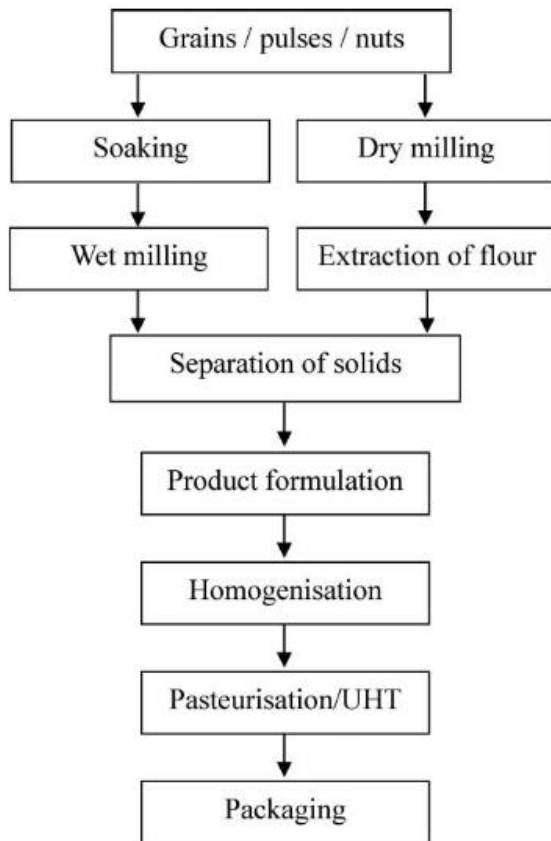 Grains / pulses / nuts
Soaking
Dry milling
Wet milling
Extraction of flour
Separation of solids
Product formulation
Homogenisation
Pasteurisation/UHT
Packaging